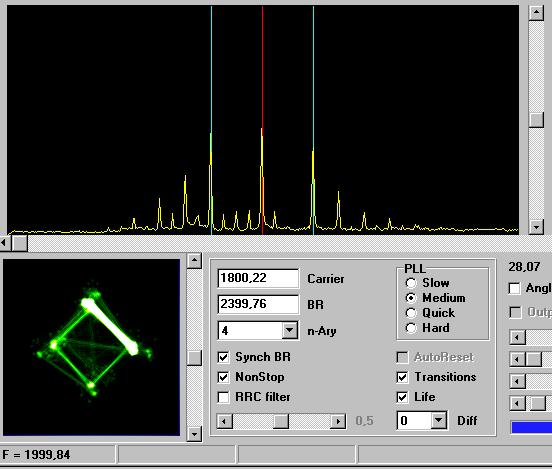 1800,22 Carrier
2399,76 BR
4 n-Ary
Synch BR
NonStop
RRC filter
0,5
PLL
Slow
Medium
Quick
Hard
AutoReset
Transitions
Life
0 Diff
28,07
Angl
Outp
F = 1999,84